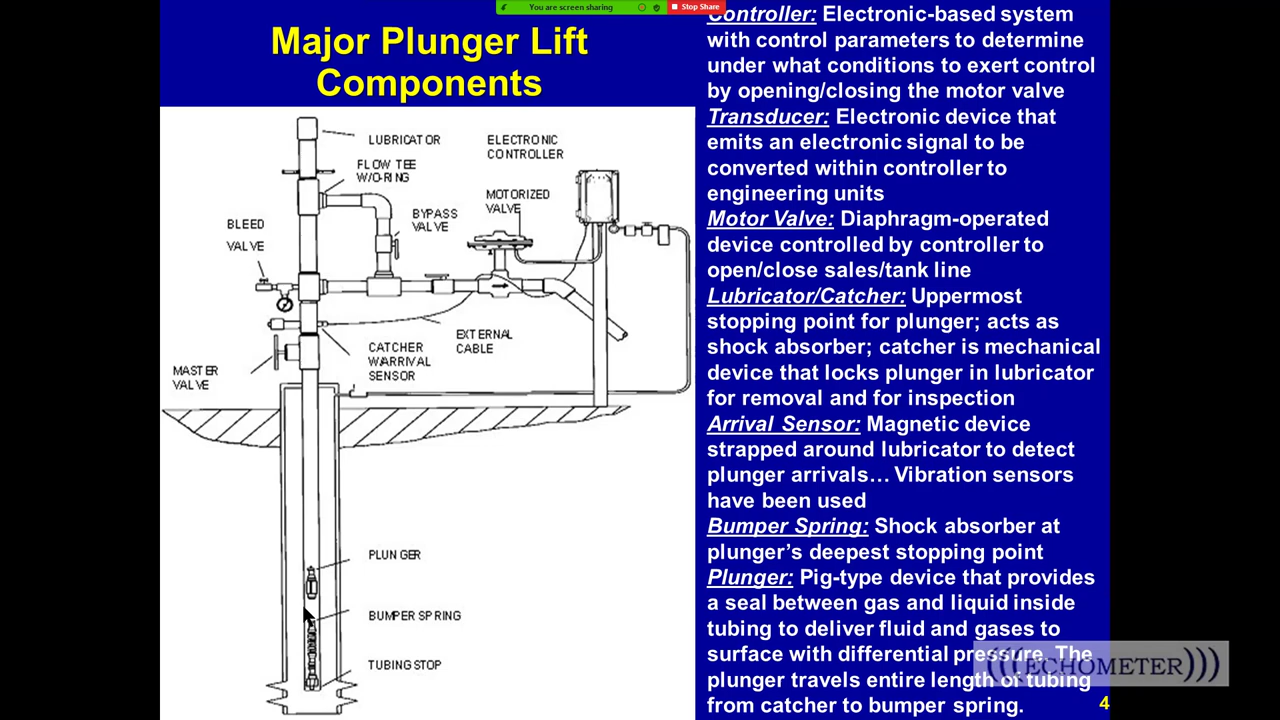 You are screen sharing
Stop Share
Major Plunger Lift
Components
LUBRICATOR
FLOW TEE
W/O-RING
ELECTRONIC
CONTROLLER
MOTORIZED
VALVE
BYPASS
VALVE
BLEED
VALVE
EXTERNAL
CABLE
CATCHER
W/ARRIVAL
SENSOR
MASTER
VALVE
PLUNGER
BUMPER SPRING
TUBING STOP
Controller: Electronic-based system
with control parameters to determine
under what conditions to exert control
by opening/closing the motor valve
Transducer: Electronic device that
emits an electronic signal to be
converted within controller to
engineering units
Motor Valve: Diaphragm-operated
device controlled by controller to
open/close sales/tank line
Lubricator/Catcher: Uppermost
stopping point for plunger; acts as
shock absorber; catcher is mechanical
device that locks plunger in lubricator
for removal and for inspection
Arrival Sensor: Magnetic device
strapped around lubricator to detect
plunger arrivals… Vibration sensors
have been used
Bumper Spring: Shock absorber at
plunger’s deepest stopping point
Plunger: Pig-type device that provides
a seal between gas and liquid inside
tubing to deliver fluid and gases to
surface with differential pressure. The
plunger travels entire length of tubing
from catcher to bumper spring.
(((ECHOMETER)))
4